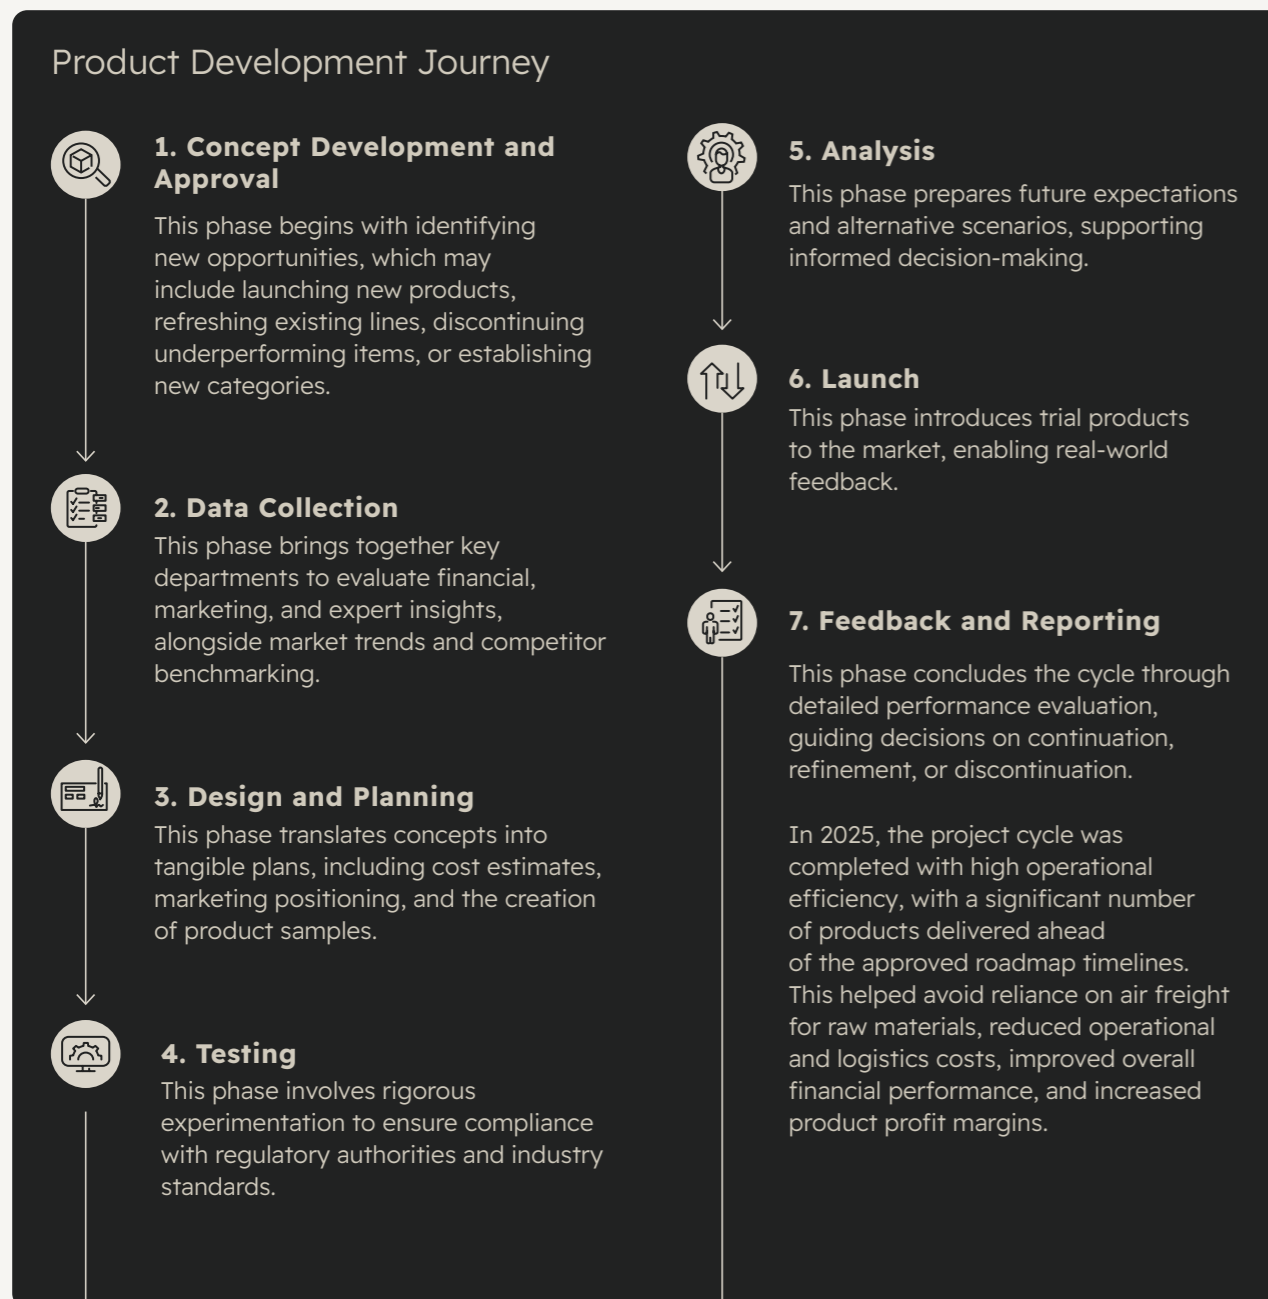 Product Development Journey
1. Concept Development and
Approval
This phase begins with identifying
new opportunities, which may
include launching new products,
refreshing existing lines, discontinuing
underperforming items, or establishing
new categories.
2. Data Collection
This phase brings together key
departments to evaluate financial,
marketing, and expert insights,
alongside market trends and competitor
benchmarking.
3. Design and Planning
This phase translates concepts into
tangible plans, including cost estimates,
marketing positioning, and the creation
of product samples.
4. Testing
This phase involves rigorous
experimentation to ensure compliance
with regulatory authorities and industry
standards.
5. Analysis
This phase prepares future expectations
and alternative scenarios, supporting
informed decision-making.
6. Launch
This phase introduces trial products
to the market, enabling real-world
feedback.
7. Feedback and Reporting
This phase concludes the cycle through
detailed performance evaluation,
guiding decisions on continuation,
refinement, or discontinuation.
In 2025, the project cycle was
completed with high operational
efficiency, with a significant number
of products delivered ahead
of the approved roadmap timelines.
This helped avoid reliance on air freight
for raw materials, reduced operational
and logistics costs, improved overall
financial performance, and increased
product profit margins.